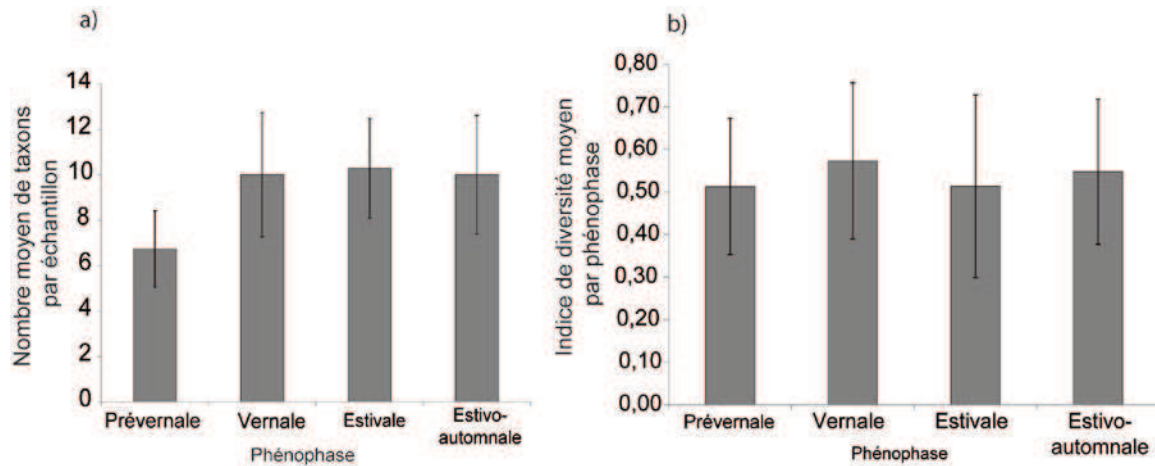 a)
Nombre moyen de taxons
par échantillon
14
12
10
8
6
4
2
0
Prévernale
Vernale
Estivale
Estivo-
automnale
Phénophase
b)
Indice de diversité moyen
par phénophase
0,80
0,70
0,60
0,50
0,40
0,30
0,20
0,10
0,00
Prévernale
Vernale
Estivale
Estivo-
automnale
Phénophase